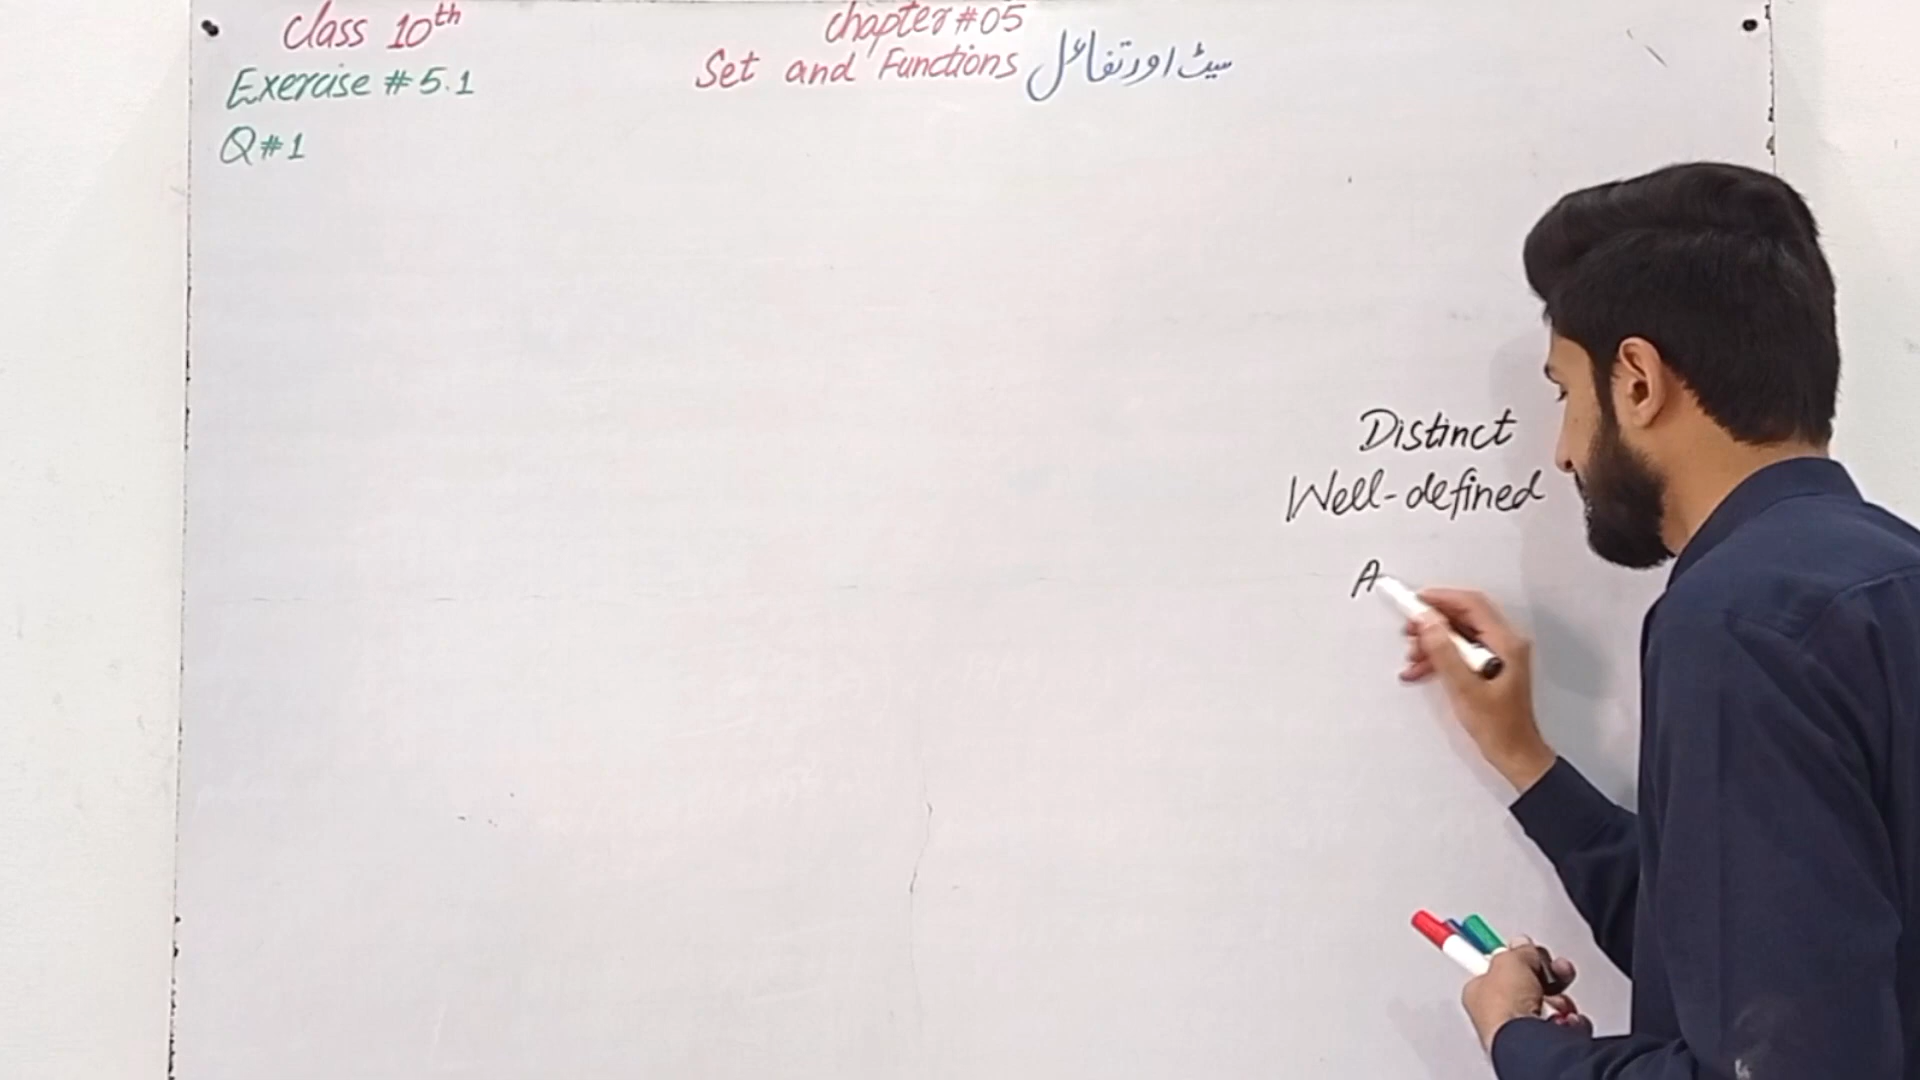 Class 10th
Exercise #5.1
Q#1
Chapter #05
Set and Functions سیٹ اور تفاعل
Distinct
Well-defined
A